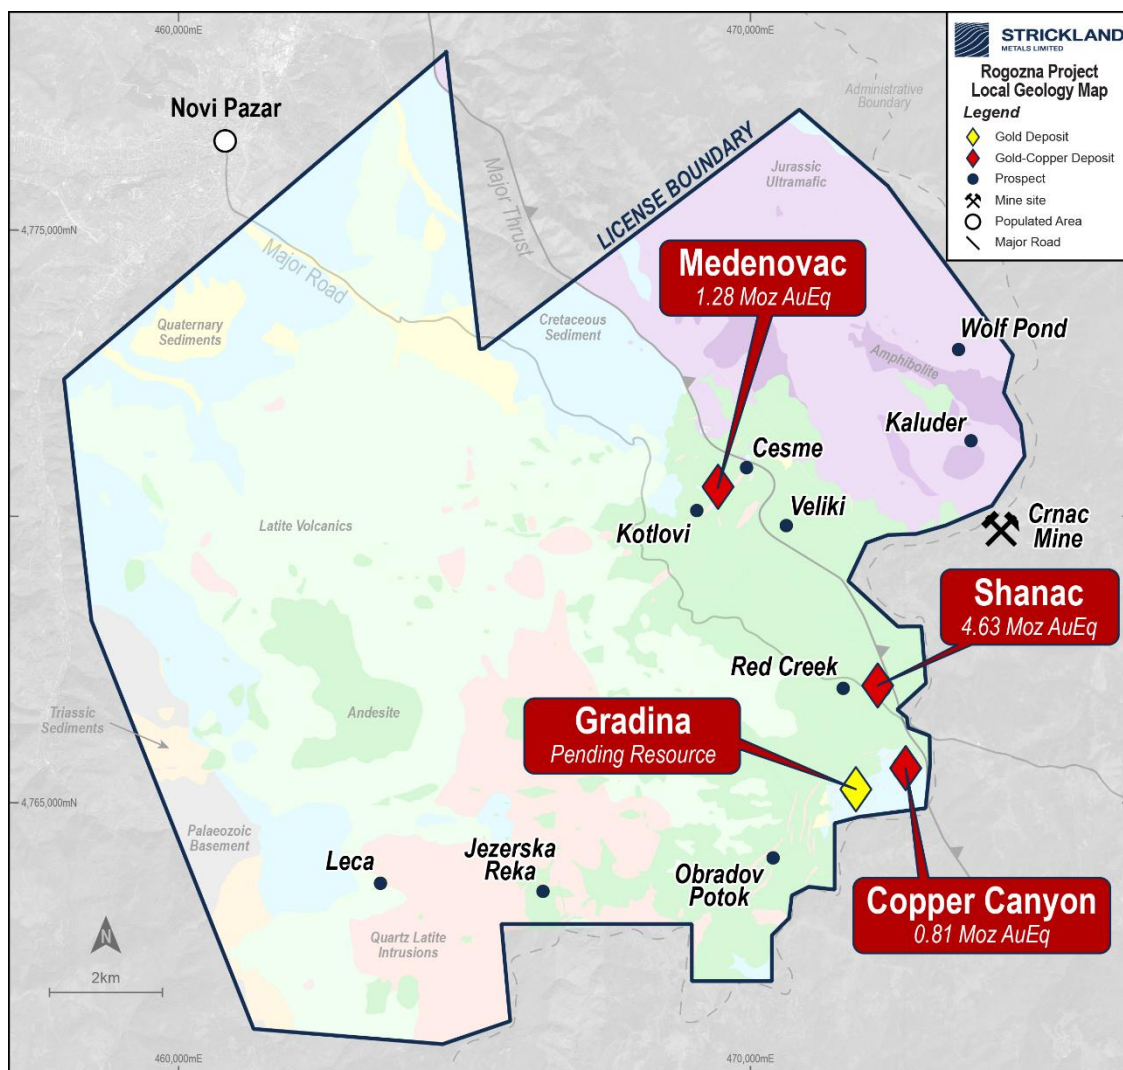 460,000mE
470,000mE
STRICKLAND
METALS LIMITED
Rogozna Project
Local Geology Map
Legend
Gold Deposit
Gold-Copper Deposit
Prospect
Mine site
Populated Area
Major Road
Administrative
Boundary
Novi Pazar
Major Thrust
LICENSE BOUNDARY
Jurassic
Ultramafic
4,775,000mN
Major Road
Medenovac
1.28 Moz AuEq
Quaternary
Sediments
Cretaceous
Sediment
Wolf Pond
Amphibolite
Kaluder
Cesme
Kotlovi
Veliki
Latite Volcanics
Crnac
Mine
Shanac
4.63 Moz AuEq
Red Creek
Triassic
Sediments
Andesite
Gradina
Pending Resource
4,765,000mN
Palaeozoic
Basement
Leca
Jezerska
Reka
Obradov
Potok
Copper Canyon
0.81 Moz AuEq
Quartz Latite
Intrusions
2km
460,000mE
470,000mE